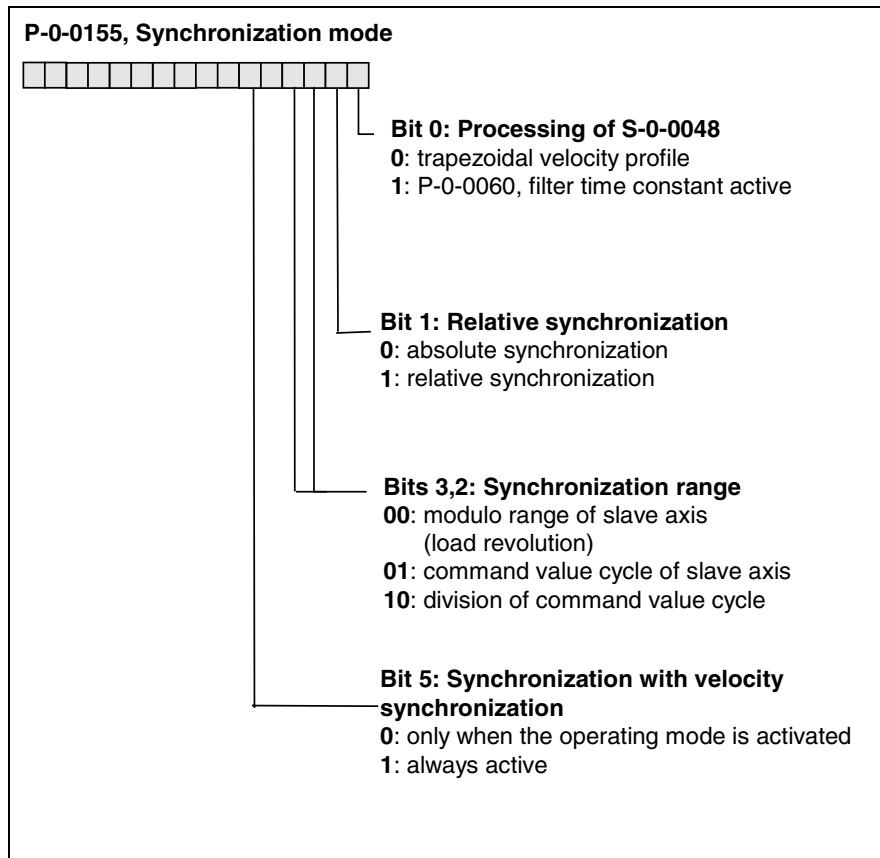 P-0-0155, Synchronization mode
Bit 0: Processing of S-0-0048
0: trapezoidal velocity profile
1: P-0-0060, filter time constant active
Bit 1: Relative synchronization
0: absolute synchronization
1: relative synchronization
Bits 3,2: Synchronization range
00: modulo range of slave axis
(load revolution)
01: command value cycle of slave axis
10: division of command value cycle
Bit 5: Synchronization with velocity
synchronization
0: only when the operating mode is activated
1: always active